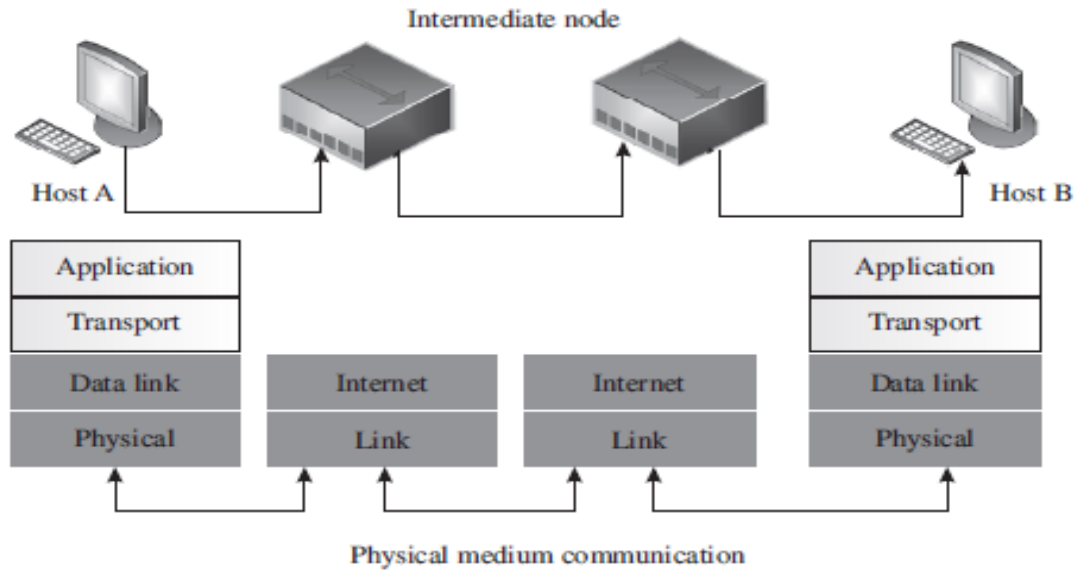 Intermediate node
Host A
Host B
Application
Application
Transport
Transport
Data link
Internet
Internet
Data link
Physical
Link
Link
Physical
Physical medium communication